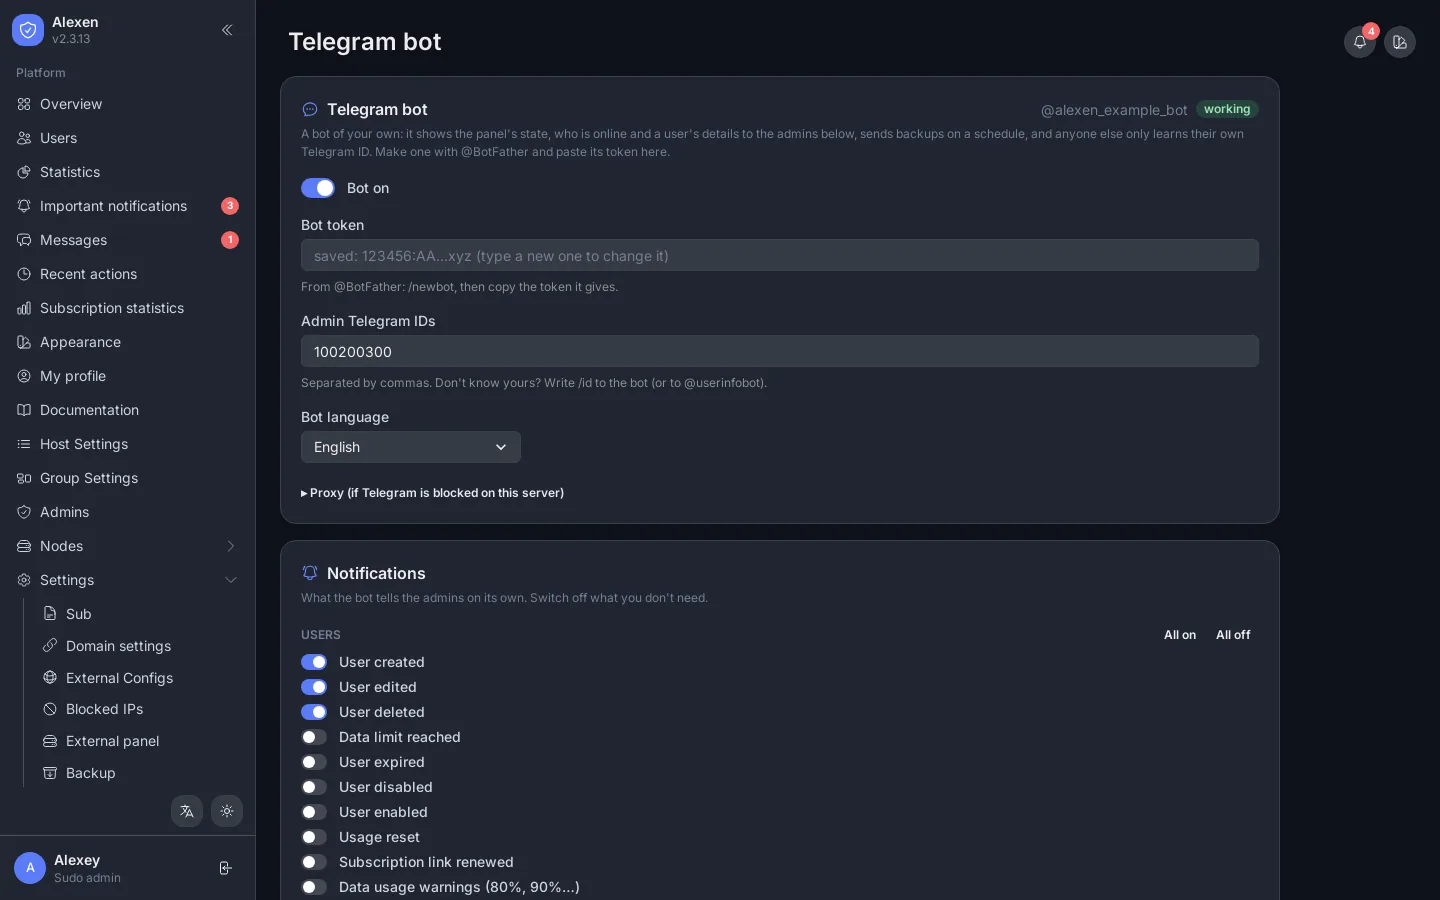 Alexen
v2.3.13
Platform
Overview
Users
Statistics
Important notifications
3
Messages
1
Recent actions
Subscription statistics
Appearance
My profile
Documentation
Host Settings
Group Settings
Admins
Nodes
Settings
Sub
Domain settings
External Configs
Blocked IPs
External panel
Backup
A
Alexey
Sudo admin
Telegram bot
4
Telegram bot
@alexen_example_bot
working
A bot of your own: it shows the panel's state, who is online and a user's details to the admins below, sends backups on a schedule, and anyone else only learns their own
Telegram ID. Make one with @BotFather and paste its token here.
Bot on
Bot token
saved: 123456:AA...xyz (type a new one to change it)
From @BotFather: /newbot, then copy the token it gives.
Admin Telegram IDs
100200300
Separated by commas. Don't know yours? Write /id to the bot (or to @userinfobot).
Bot language
English
▸ Proxy (if Telegram is blocked on this server)
Notifications
What the bot tells the admins on its own. Switch off what you don't need.
USERS
All on
All off
User created
User edited
User deleted
Data limit reached
User expired
User disabled
User enabled
Usage reset
Subscription link renewed
Data usage warnings (80%, 90%...)